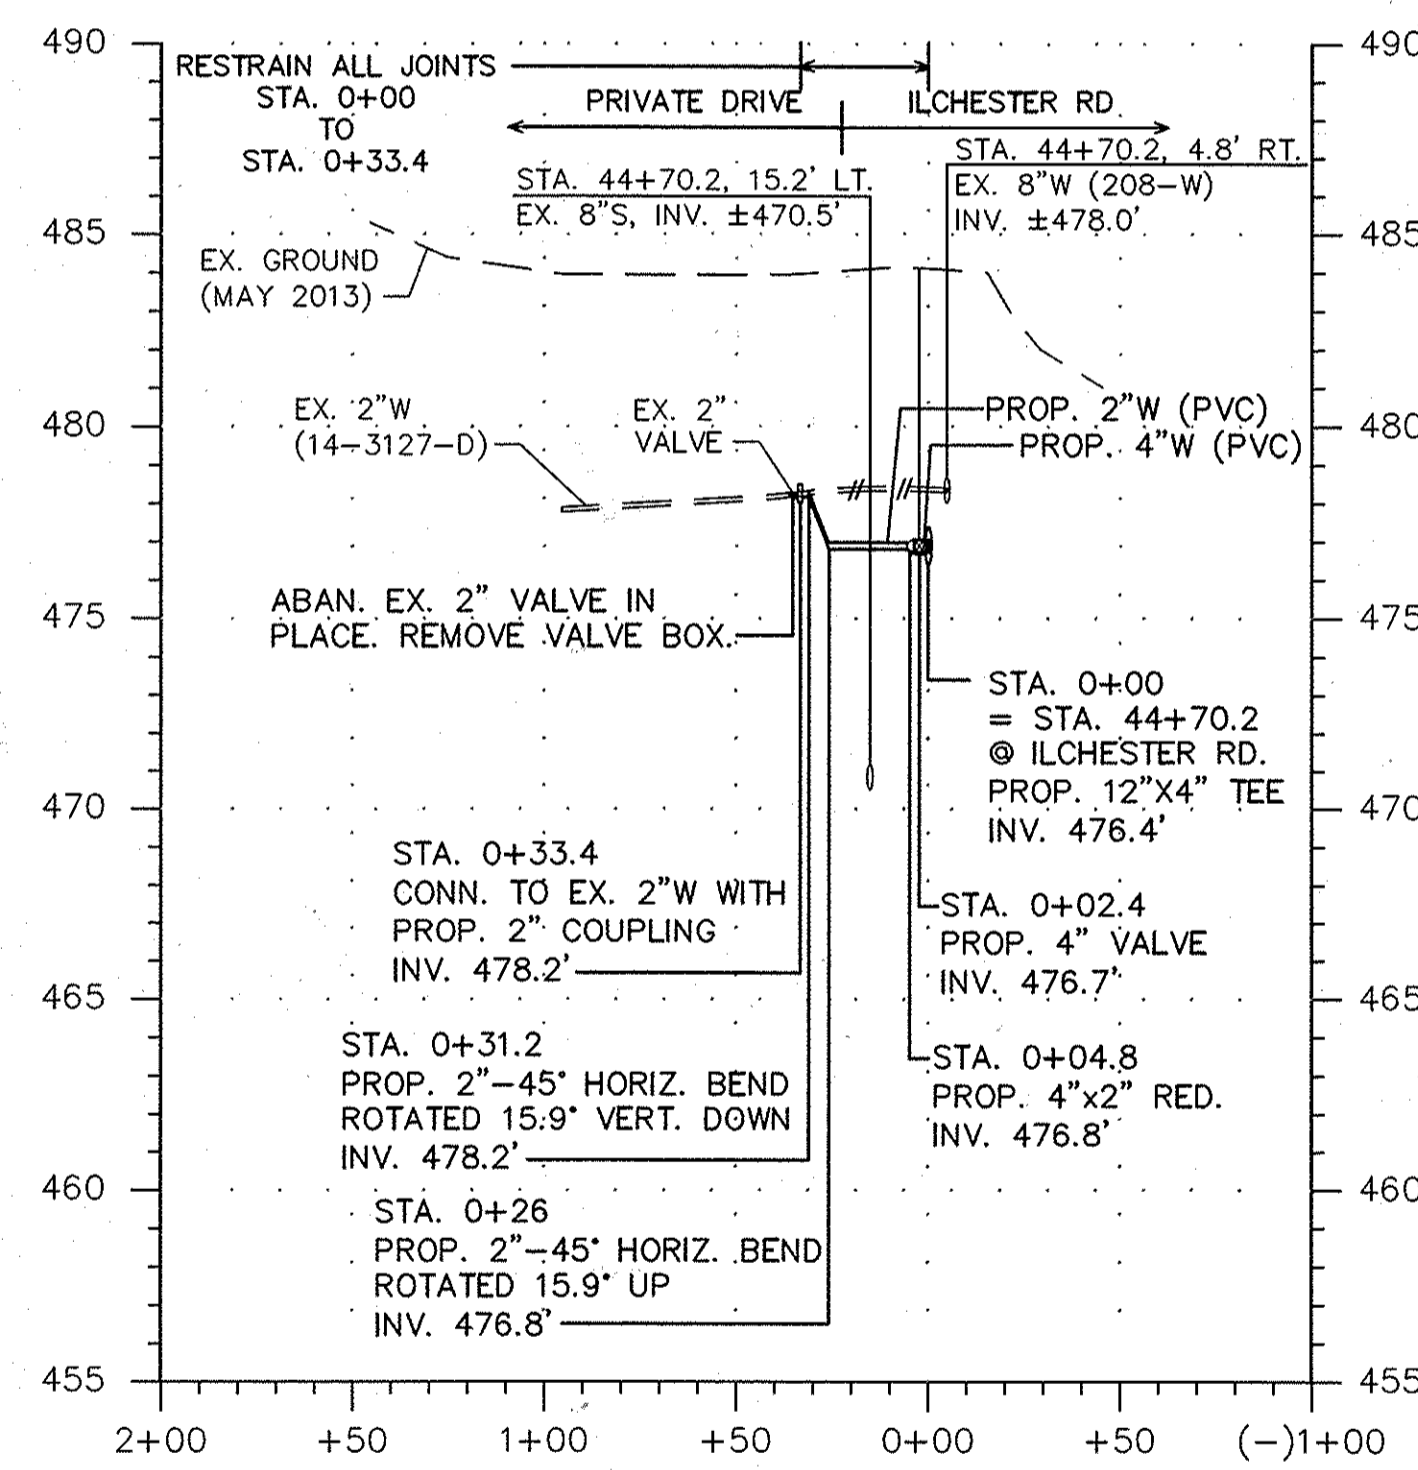 490
490
RESTRAIN ALL JOINTS
STA. 0+00
TO
STA. 0+33.4
PRIVATE DRIVE
ILCHESTER RD.
STA. 44+70.2, 15.2' LT.
EX. 8"S, INV. ±470.5'
STA. 44+70.2, 4.8' RT.
EX. 8"W (208-W)
INV. ±478.0'
485
485
EX. GROUND
(MAY 2013)
480
480
EX. 2"W
(14-3127-D)
EX. 2"
VALVE
PROP. 2"W (PVC)
PROP. 4"W (PVC)
475
475
ABAN. EX. 2" VALVE IN
PLACE. REMOVE VALVE BOX.
STA. 0+00
= STA. 44+70.2
@ ILCHESTER RD.
PROP. 12"X4" TEE
INV. 476.4'
470
470
STA. 0+33.4
CONN. TO EX. 2"W WITH
PROP. 2" COUPLING
INV. 478.2'
STA. 0+02.4
PROP. 4" VALVE
INV. 476.7'
465
465
STA. 0+31.2
PROP. 2"-45° HORIZ. BEND
ROTATED 15.9° VERT. DOWN
INV. 478.2'
STA. 0+04.8
PROP. 4"x2" RED.
INV. 476.8'
460
460
STA. 0+26
PROP. 2"-45° HORIZ. BEND
ROTATED 15.9° UP
INV. 476.8'
455
455
2+00 +50 1+00 +50 0+00 +50 (-)1+00